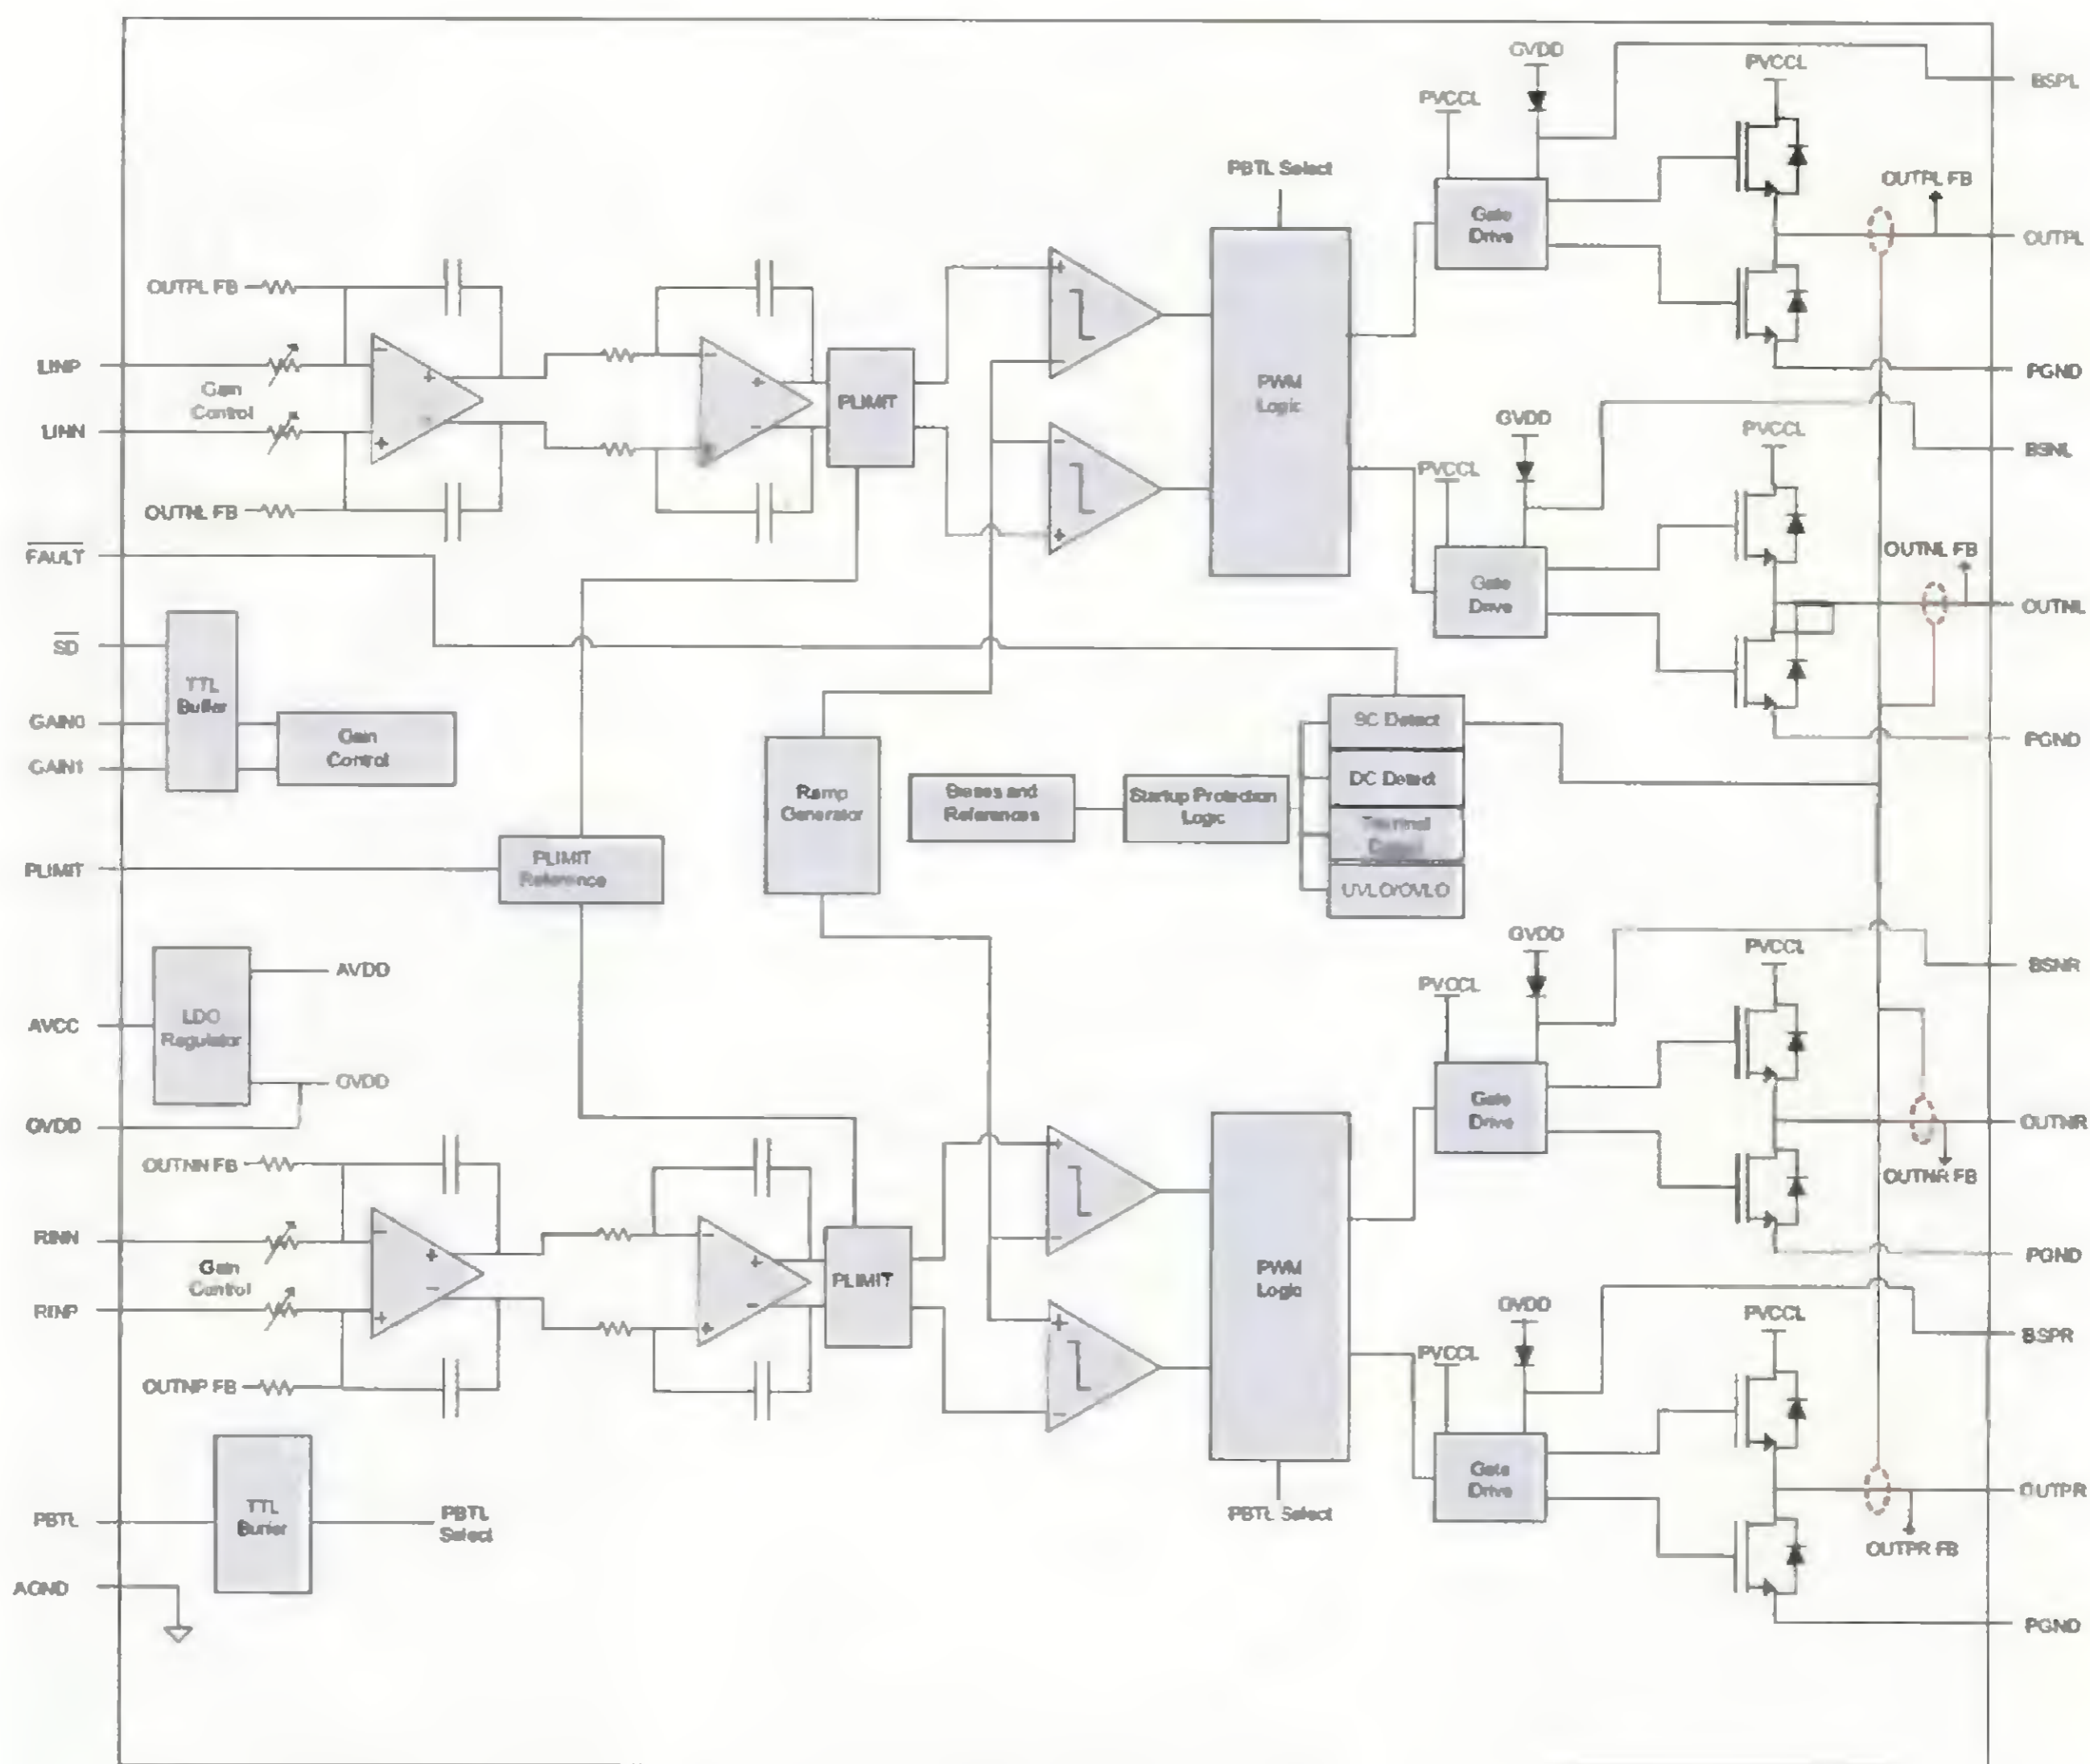 GVDD
PVCCL
BSPL
PVCCL
PBTL Select
OUTPL FB
Gate
Drive
OUTPL
OUTPL FB
LINP
Gain
Control
PLIMIT
PWM
Logic
PGND
LINN
GVDD
PVCCL
BSNL
PVCCL
OUTNL FB
FAULT
OUTNL FB
Gate
Drive
OUTNL
SD
TTL
Buffer
GAIN0
Gain
Control
SC Detect
PGND
GAIN1
DC Detect
Ramp
Generator
Biases and
References
Startup Protection
Logic
PLIMIT
PLIMIT
Reference
UVLO/OVLO
GVDD
PVCCL
BSNR
AVDD
PVCCL
AVCC
LDO
Regulator
GVDD
Gate
Drive
GVDD
OUTNR
OUTNN FB
OUTNR FB
RINN
Gain
Control
PLIMIT
PWM
Logic
PGND
RINP
GVDD
PVCCL
BSPR
PVCCL
OUTNP FB
Gate
Drive
OUTPR
PBTL
TTL
Buffer
PBTL
Select
PBTL Select
OUTPR FB
AGND
PGND